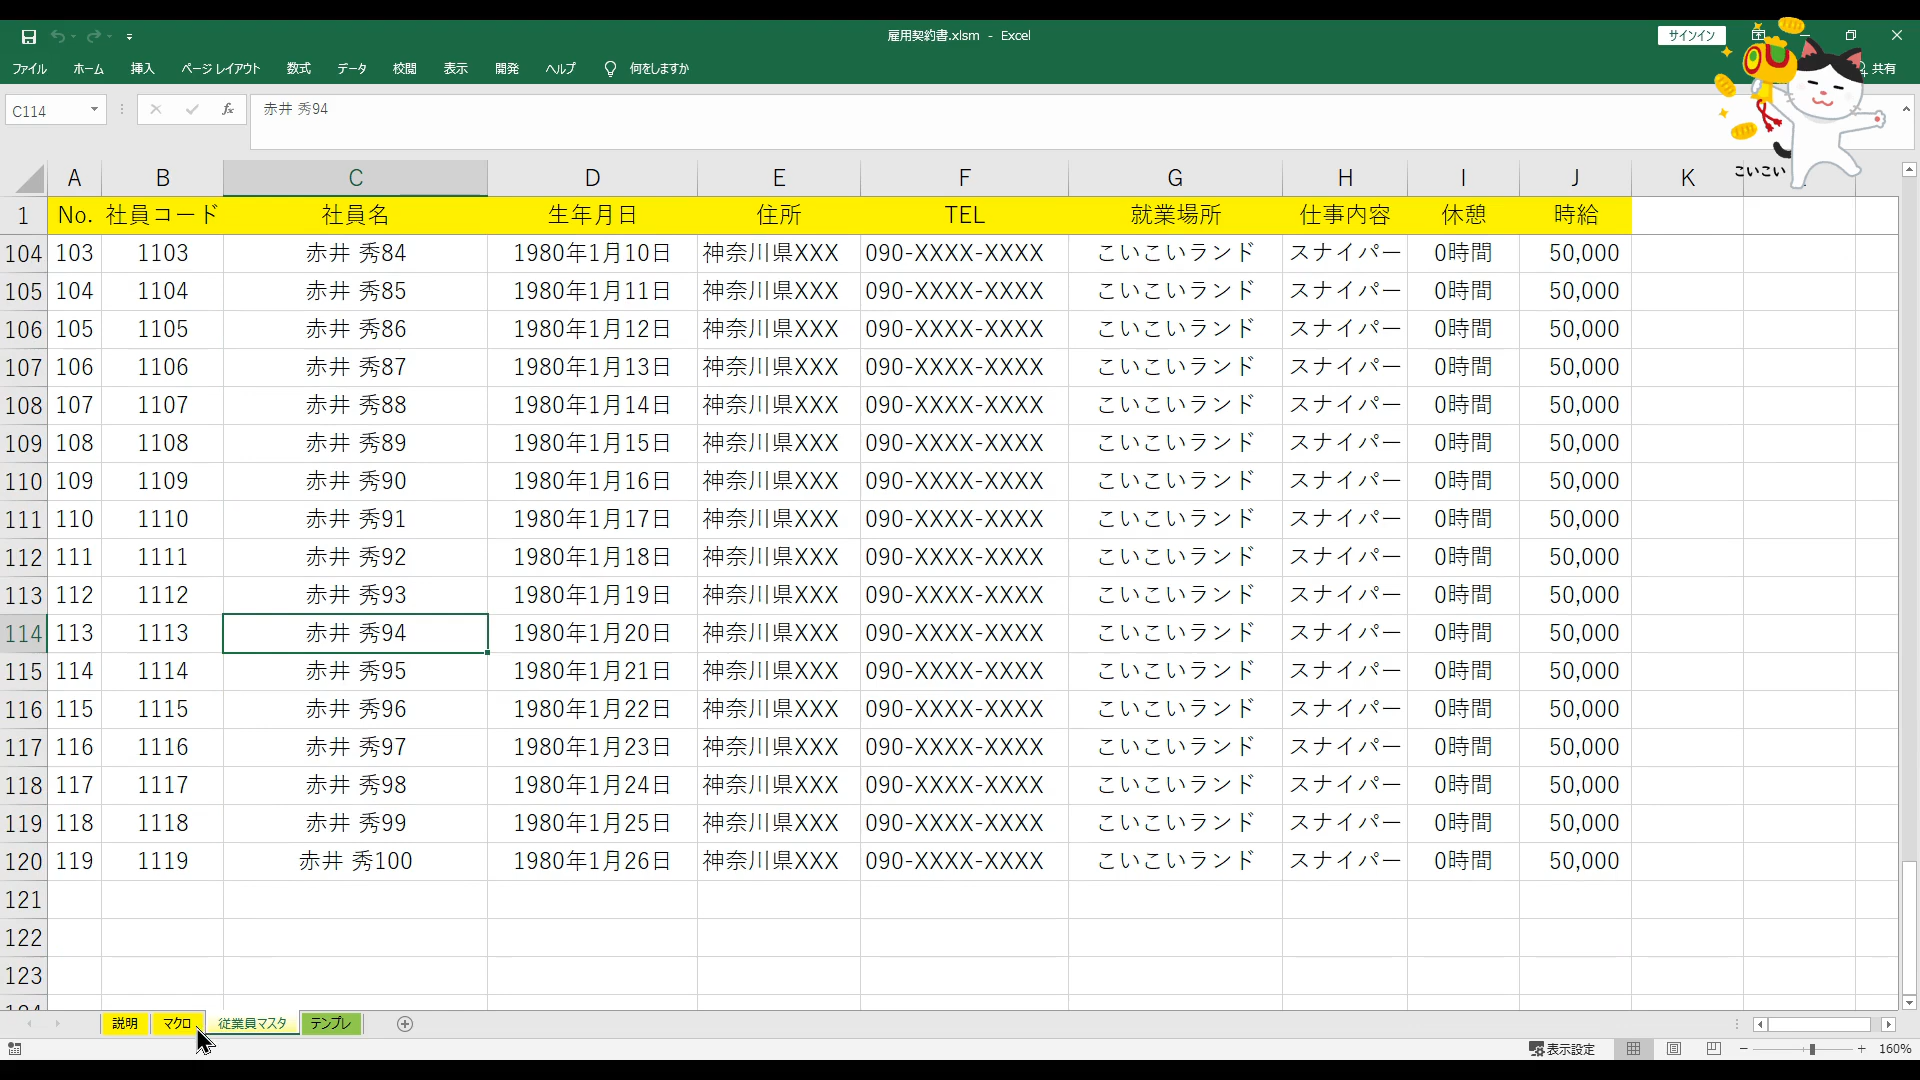 雇用契約書.xlsm - Excel
サインイン
ファイル ホーム 挿入 ページ レイアウト 数式 データ 校閲 表示 開発 ヘルプ 何をしますか 共有
C114 fx 赤井 秀94
こいこい
A B C D E F G H I J K
1 No. 社員コード 社員名 生年月日 住所 TEL 就業場所 仕事内容 休憩 時給
104 103 1103 赤井 秀84 1980年1月10日 神奈川県XXX 090-XXXX-XXXX こいこいランド スナイパー 0時間 50,000
105 104 1104 赤井 秀85 1980年1月11日 神奈川県XXX 090-XXXX-XXXX こいこいランド スナイパー 0時間 50,000
106 105 1105 赤井 秀86 1980年1月12日 神奈川県XXX 090-XXXX-XXXX こいこいランド スナイパー 0時間 50,000
107 106 1106 赤井 秀87 1980年1月13日 神奈川県XXX 090-XXXX-XXXX こいこいランド スナイパー 0時間 50,000
108 107 1107 赤井 秀88 1980年1月14日 神奈川県XXX 090-XXXX-XXXX こいこいランド スナイパー 0時間 50,000
109 108 1108 赤井 秀89 1980年1月15日 神奈川県XXX 090-XXXX-XXXX こいこいランド スナイパー 0時間 50,000
110 109 1109 赤井 秀90 1980年1月16日 神奈川県XXX 090-XXXX-XXXX こいこいランド スナイパー 0時間 50,000
111 110 1110 赤井 秀91 1980年1月17日 神奈川県XXX 090-XXXX-XXXX こいこいランド スナイパー 0時間 50,000
112 111 1111 赤井 秀92 1980年1月18日 神奈川県XXX 090-XXXX-XXXX こいこいランド スナイパー 0時間 50,000
113 112 1112 赤井 秀93 1980年1月19日 神奈川県XXX 090-XXXX-XXXX こいこいランド スナイパー 0時間 50,000
114 113 1113 赤井 秀94 1980年1月20日 神奈川県XXX 090-XXXX-XXXX こいこいランド スナイパー 0時間 50,000
115 114 1114 赤井 秀95 1980年1月21日 神奈川県XXX 090-XXXX-XXXX こいこいランド スナイパー 0時間 50,000
116 115 1115 赤井 秀96 1980年1月22日 神奈川県XXX 090-XXXX-XXXX こいこいランド スナイパー 0時間 50,000
117 116 1116 赤井 秀97 1980年1月23日 神奈川県XXX 090-XXXX-XXXX こいこいランド スナイパー 0時間 50,000
118 117 1117 赤井 秀98 1980年1月24日 神奈川県XXX 090-XXXX-XXXX こいこいランド スナイパー 0時間 50,000
119 118 1118 赤井 秀99 1980年1月25日 神奈川県XXX 090-XXXX-XXXX こいこいランド スナイパー 0時間 50,000
120 119 1119 赤井 秀100 1980年1月26日 神奈川県XXX 090-XXXX-XXXX こいこいランド スナイパー 0時間 50,000
121
122
123
説明 マクロ 従業員マスタ テンプレ
表示設定 160%